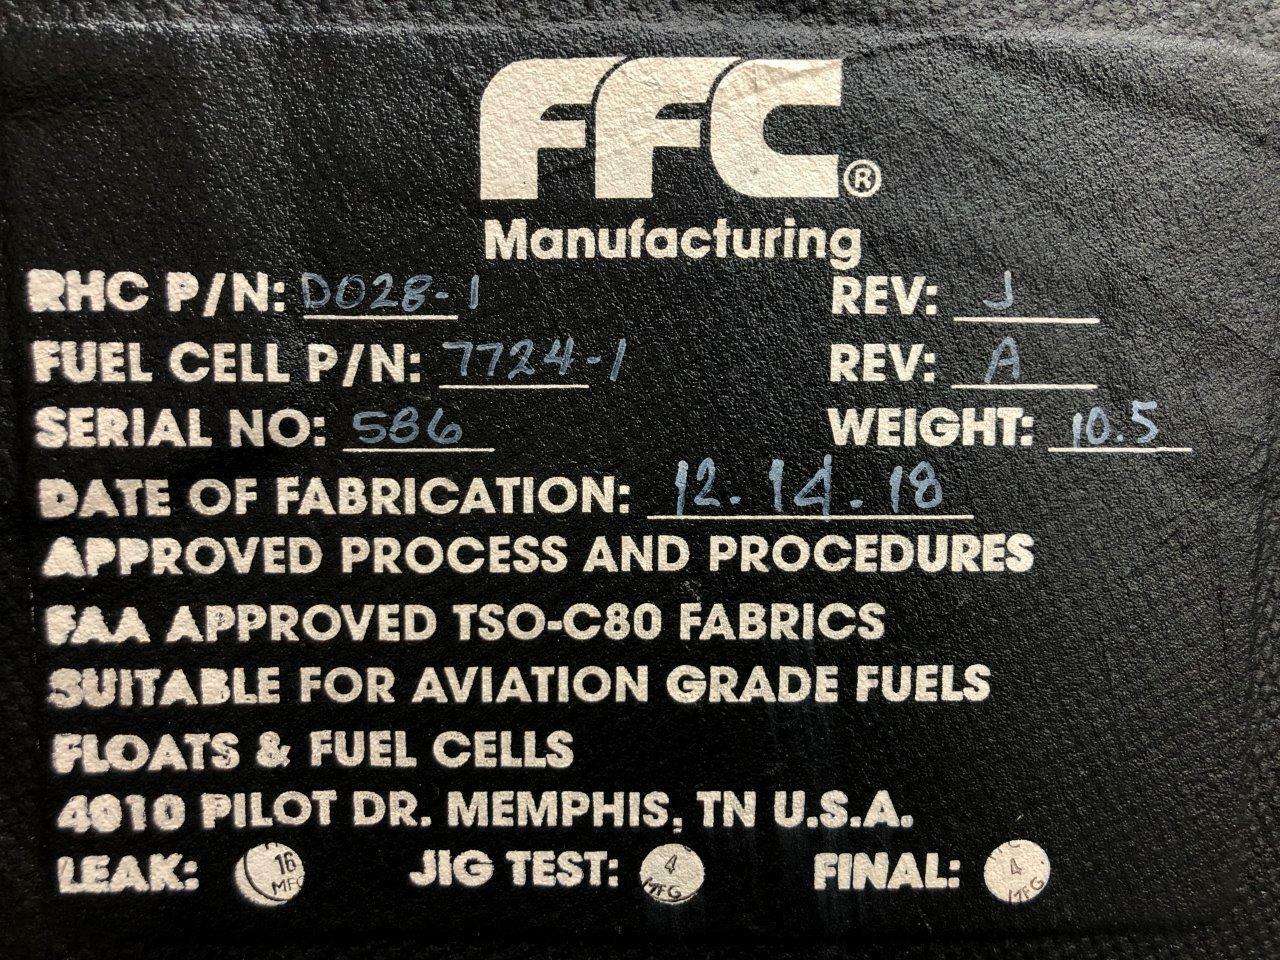 FFC®
Manufacturing
RHC P/N: D028-1 REV: J
FUEL CELL P/N: 7724-1 REV: A
SERIAL NO: 586 WEIGHT: 10.5
DATE OF FABRICATION: 12.14.18
APPROVED PROCESS AND PROCEDURES
FAA APPROVED TSO-C80 FABRICS
SUITABLE FOR AVIATION GRADE FUELS
FLOATS & FUEL CELLS
4010 PILOT DR. MEMPHIS, TN U.S.A.
LEAK: 16 MFG JIG TEST: 4 MFG FINAL: 4 MFG